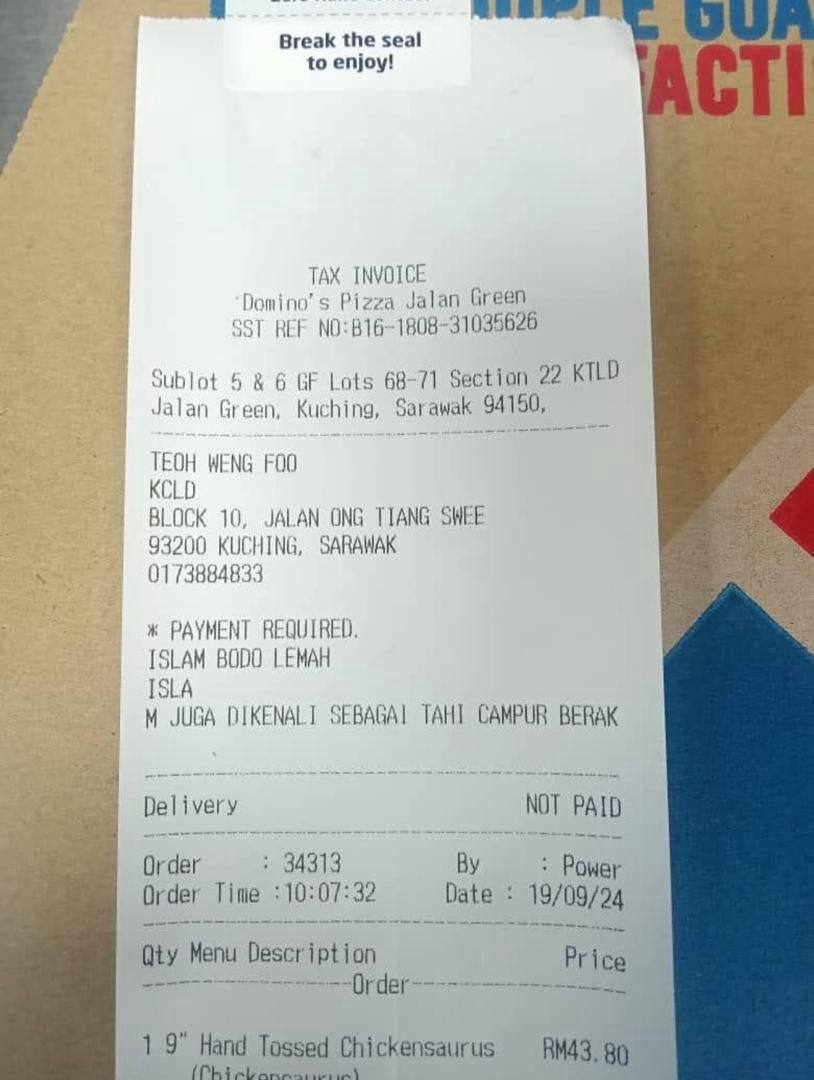 Break the seal
to enjoy!
GUA
FACTI
TAX INVOICE
Domino's Pizza Jalan Green
SST REF NO:B16-1808-31035626
Sublot 5 & 6 GF Lots 68-71 Section 22 KTLD
Jalan Green, Kuching, Sarawak 94150,
TEOH WENG FOO
KCLD
BLOCK 10, JALAN ONG TIANG SWEE
93200 KUCHING, SARAWAK
0173884833
* PAYMENT REQUIRED.
ISLAM BODO LEMAH
ISLA
M JUGA DIKENALI SEBAGAI TAHI CAMPUR BERAK
Delivery NOT PAID
Order : 34313 By : Power
Order Time :10:07:32 Date : 19/09/24
Qty Menu Description Price
Order
1 9" Hand Tossed Chickensaurus RM43.80
(Chickensaurus)